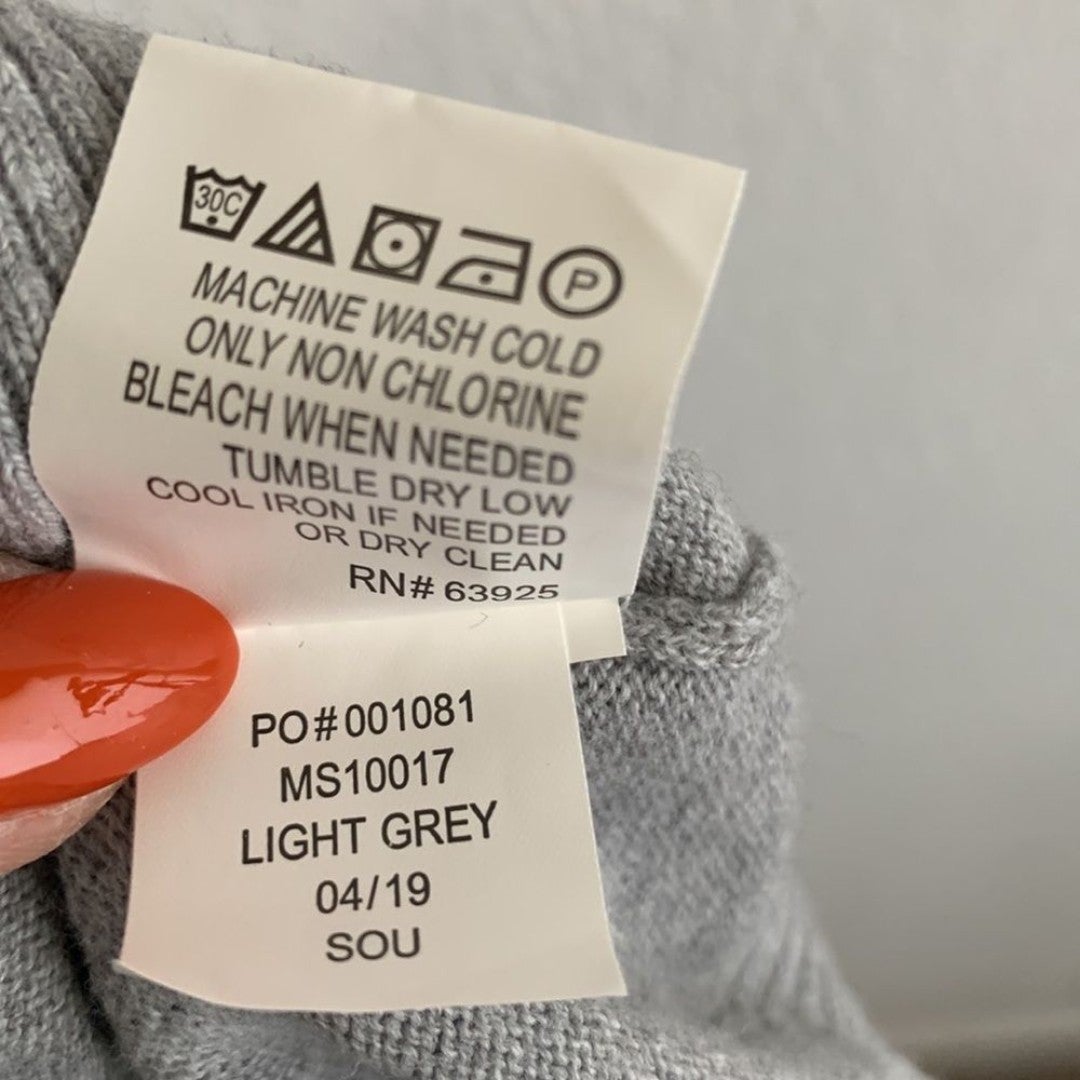 30C P
MACHINE WASH COLD
ONLY NON CHLORINE
BLEACH WHEN NEEDED
TUMBLE DRY LOW
COOL IRON IF NEEDED
OR DRY CLEAN
RN# 63925
PO#001081
MS10017
LIGHT GREY
04/19
SOU